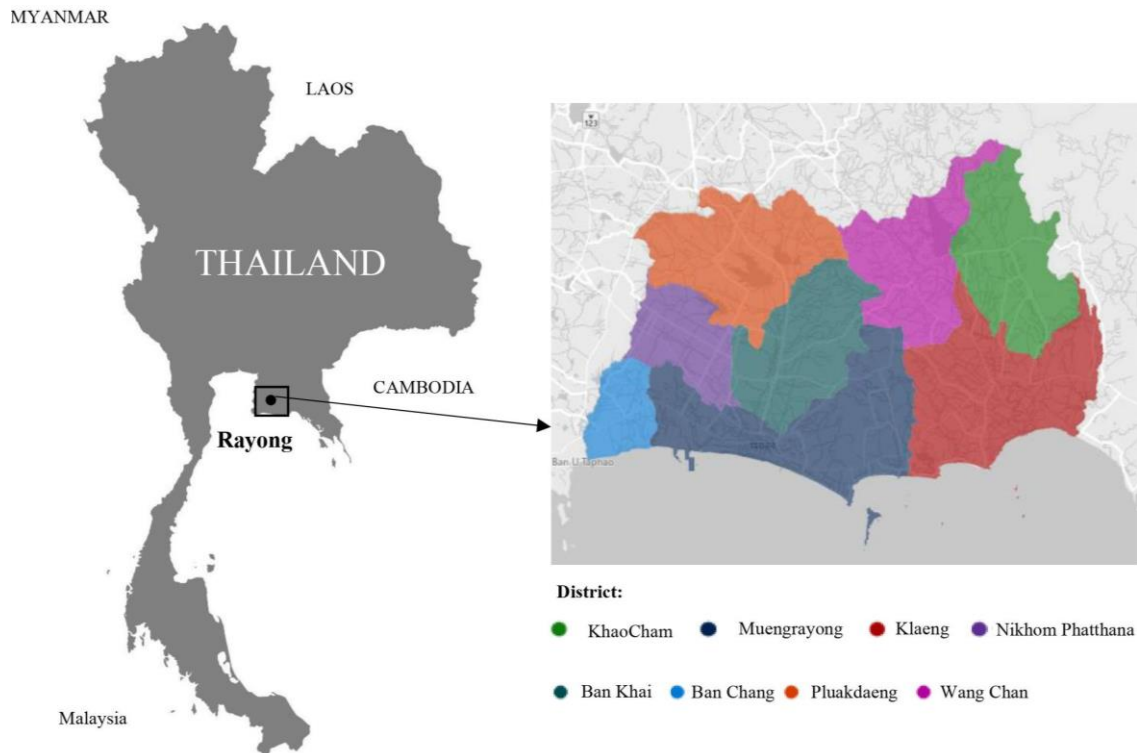 MYANMAR
LAOS
THAILAND
CAMBODIA
Rayong
Malaysia
123
Ban U Taphao
District:
KhaoCham Muengrayong Klaeng Nikhom Phatthana
Ban Khai Ban Chang Pluakdaeng Wang Chan